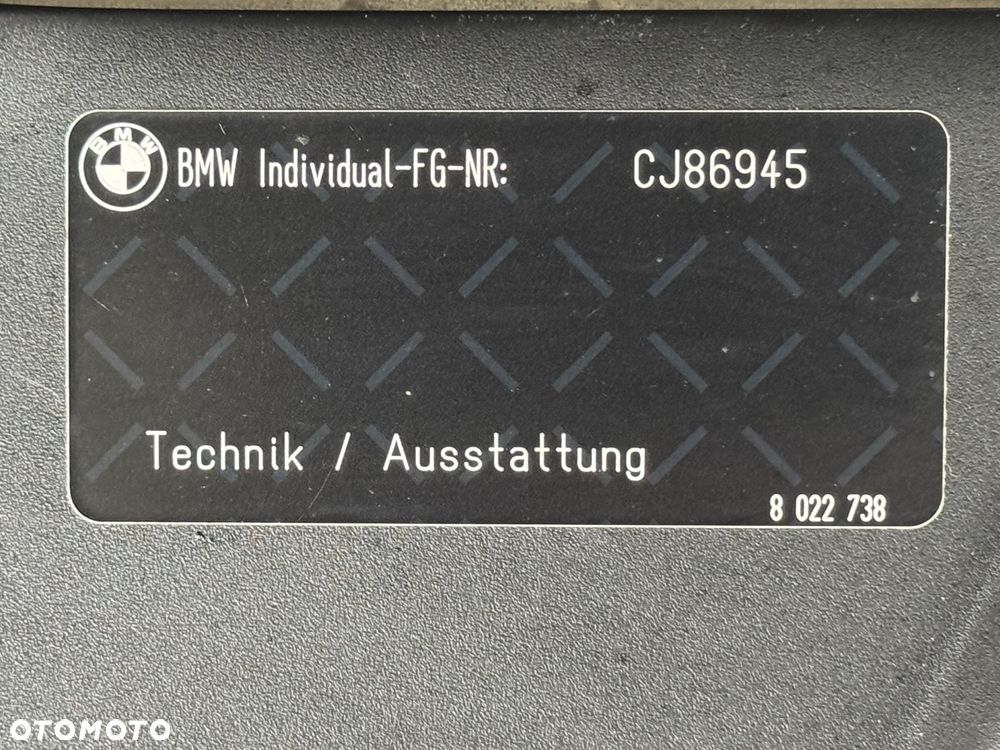 BMW
BMW Individual-FG-NR: CJ86945
Technik / Ausstattung
8 022 738
OTOMOTO